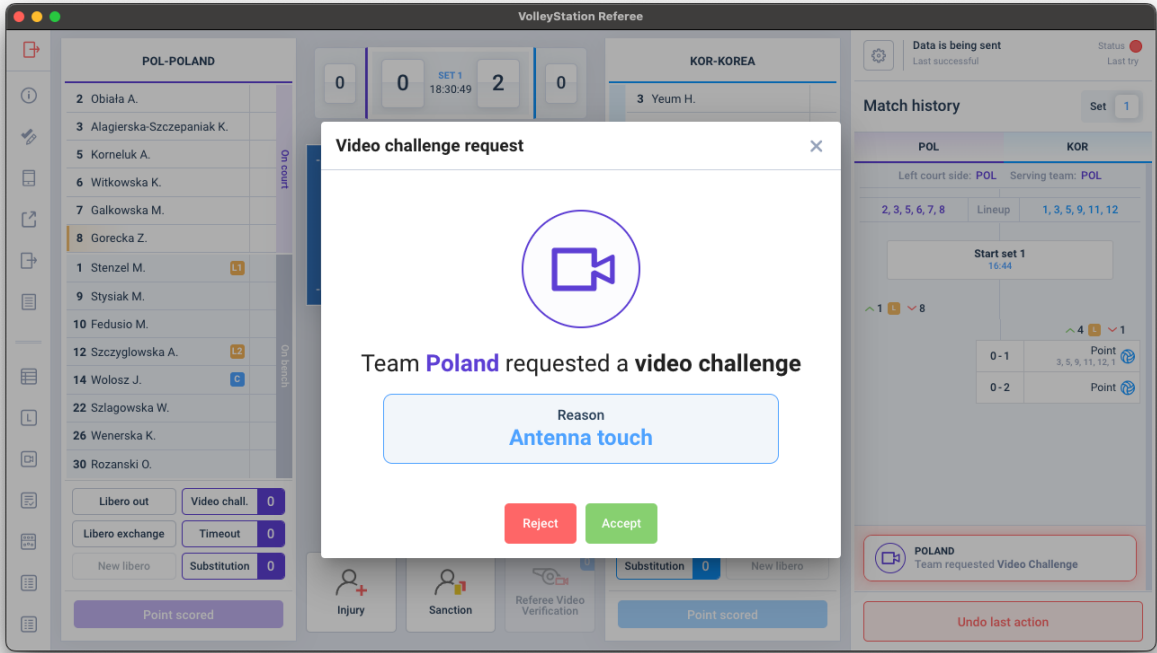 VolleyStation Referee
POL-POLAND
2 Obiała A.
3 Alagierska-Szczepaniak K.
5 Korneluk A.
6 Witkowska K.
7 Galkowska M.
8 Gorecka Z.
On court
1 Stenzel M. L1
9 Stysiak M.
10 Fedusio M.
12 Szczyglowska A. L2
14 Wolosz J. C
22 Szlagowska W.
26 Wenerska K.
30 Rozanski O.
On bench
Libero out
Video chall. 0
Libero exchange
Timeout 0
New libero
Substitution 0
Point scored
0
0
SET 1
18:30:49
2
0
KOR-KOREA
3 Yeum H.
Video challenge request
Team Poland requested a video challenge
Reason
Antenna touch
Reject
Accept
Injury
Sanction
Referee Video
Verification
Substitution 0
New libero
Point scored
Data is being sent
Last successful
Status
Last try
Match history
Set 1
POL
KOR
Left court side: POL Serving team: POL
2, 3, 5, 6, 7, 8
Lineup
1, 3, 5, 9, 11, 12
Start set 1
16:44
1 L 8
4 L 1
0 - 1
Point
3, 5, 9, 11, 12, 1
0 - 2
Point
POLAND
Team requested Video Challenge
Undo last action